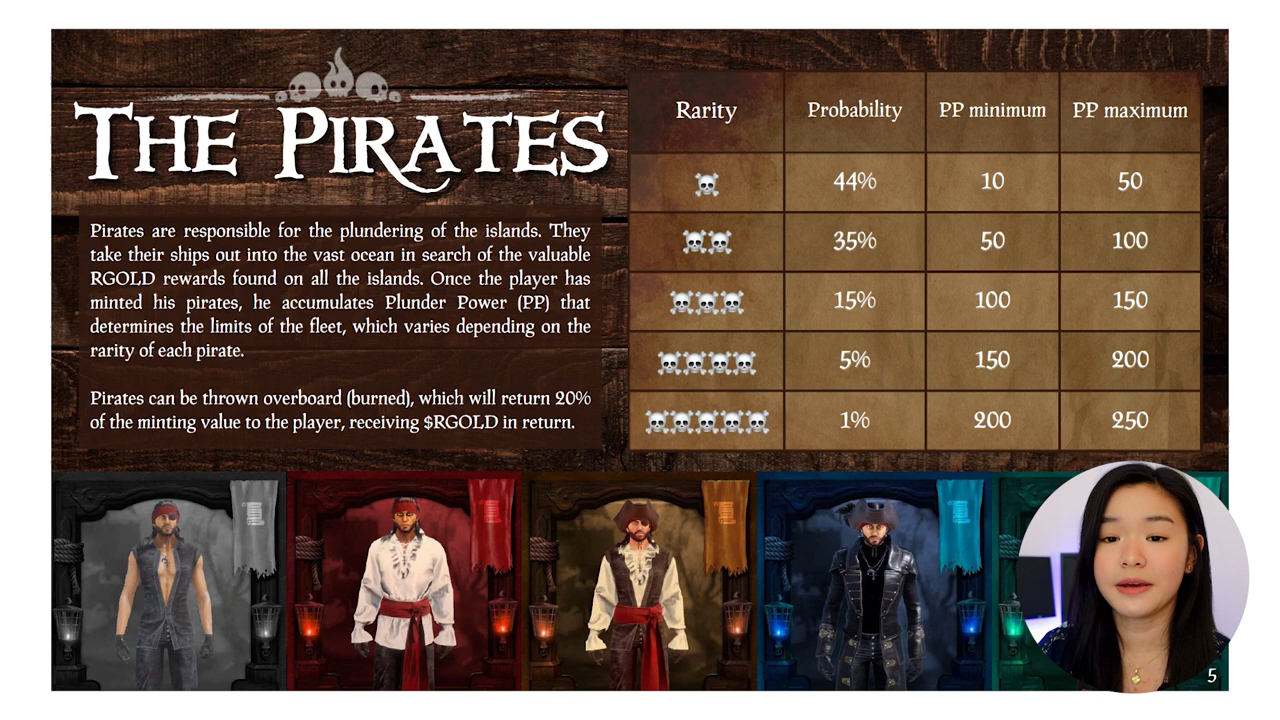 THE PIRATES
Pirates are responsible for the plundering of the islands. They
take their ships out into the vast ocean in search of the valuable
RGOLD rewards found on all the islands. Once the player has
minted his pirates, he accumulates Plunder Power (PP) that
determines the limits of the fleet, which varies depending on the
rarity of each pirate.
Pirates can be thrown overboard (burned), which will return 20%
of the minting value to the player, receiving $RGOLD in return.
Rarity Probability PP minimum PP maximum
☠️ 44% 10 50
☠️☠️ 35% 50 100
☠️☠️☠️ 15% 100 150
☠️☠️☠️☠️ 5% 150 200
☠️☠️☠️☠️☠️ 1% 200 250
5